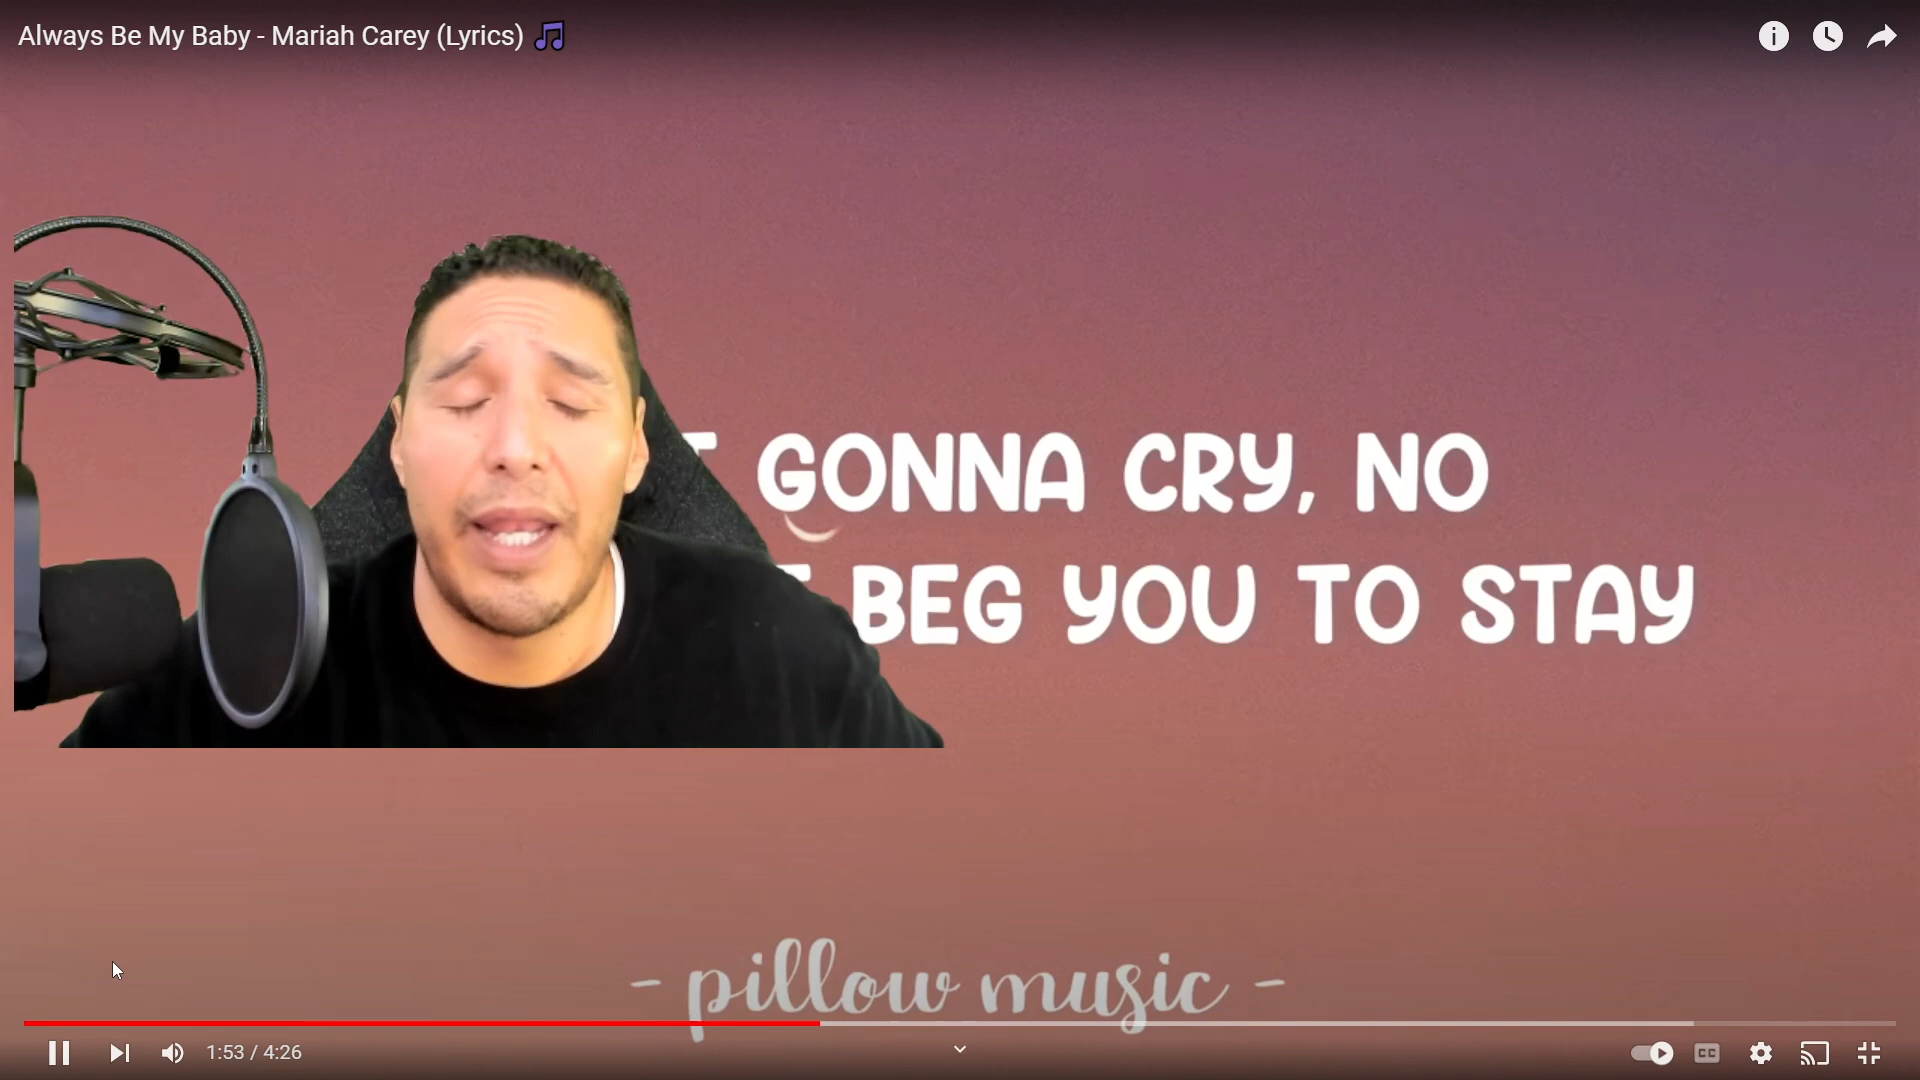 Always Be My Baby - Mariah Carey (Lyrics) 🎵
GONNA CRY, NO
BEG YOU TO STAY
- pillow music -
1:53 / 4:26
CC